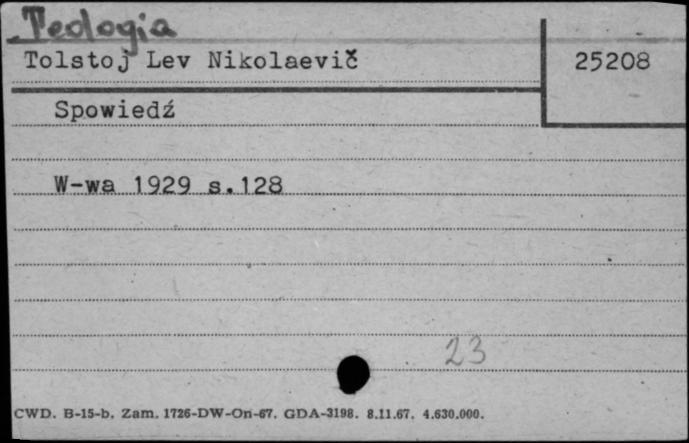 Teologia
Tolstoj Lev Nikolaevič
25208
Spowiedź
W-wa 1929 s.128
23
CWD. B-15-b. Zam. 1726-DW-On-67. GDA-3198. 8.11.67. 4.630.000.